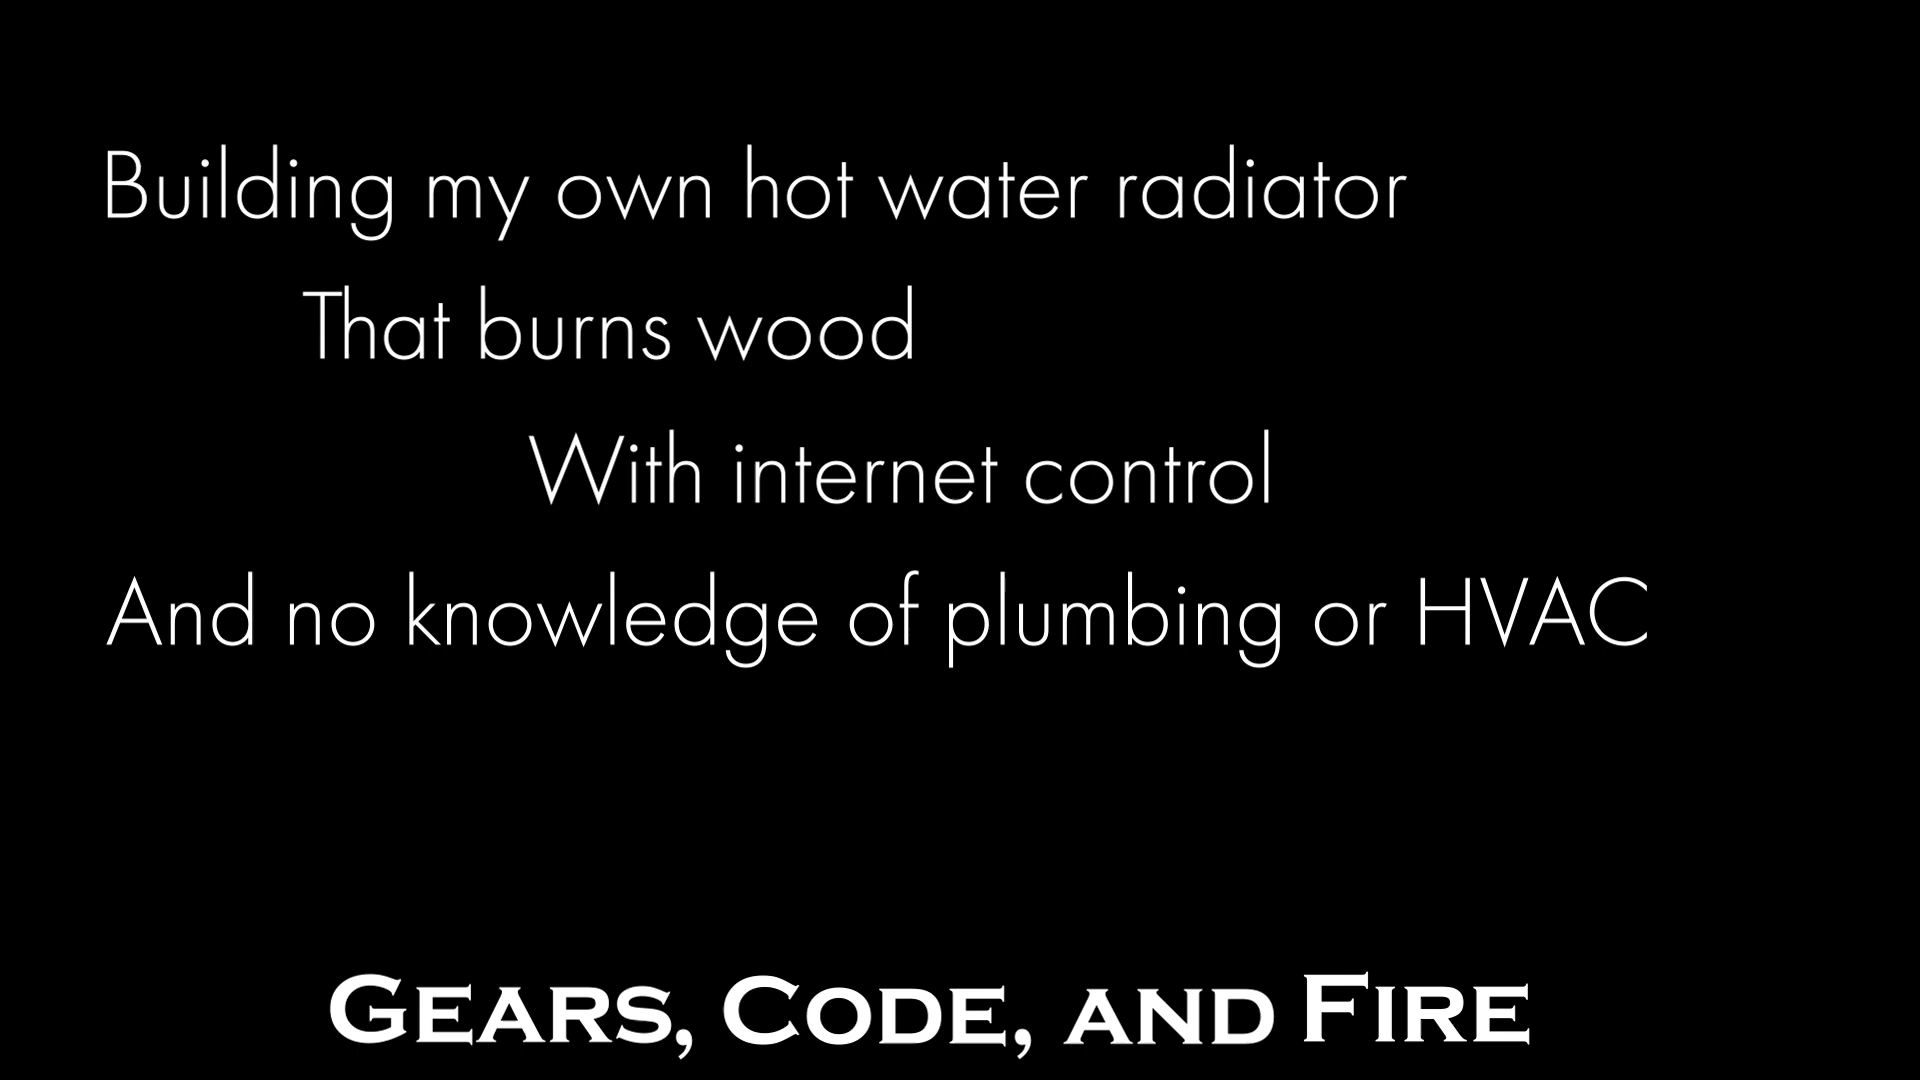 Building my own hot water radiator
That burns wood
With internet control
And no knowledge of plumbing or HVAC
Gears, Code, and Fire